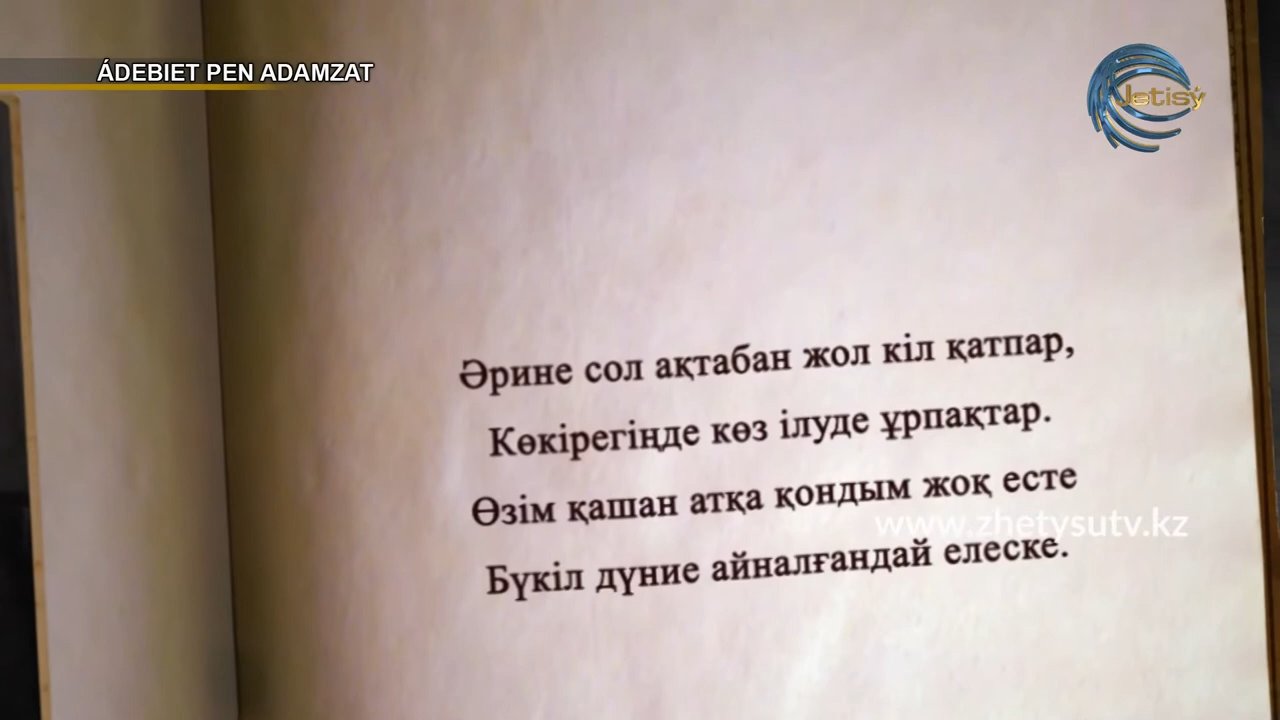 ÁDEBIET PEN ADAMZAT
Jetisý
Әрине сол ақтабан жол кіл қатпар,
Көкірегіңде көз ілуде ұрпақтар.
Өзім қашан атқа қондым жоқ есте
www.zhetysutv.kz
Бүкіл дүние айналғандай елеске.